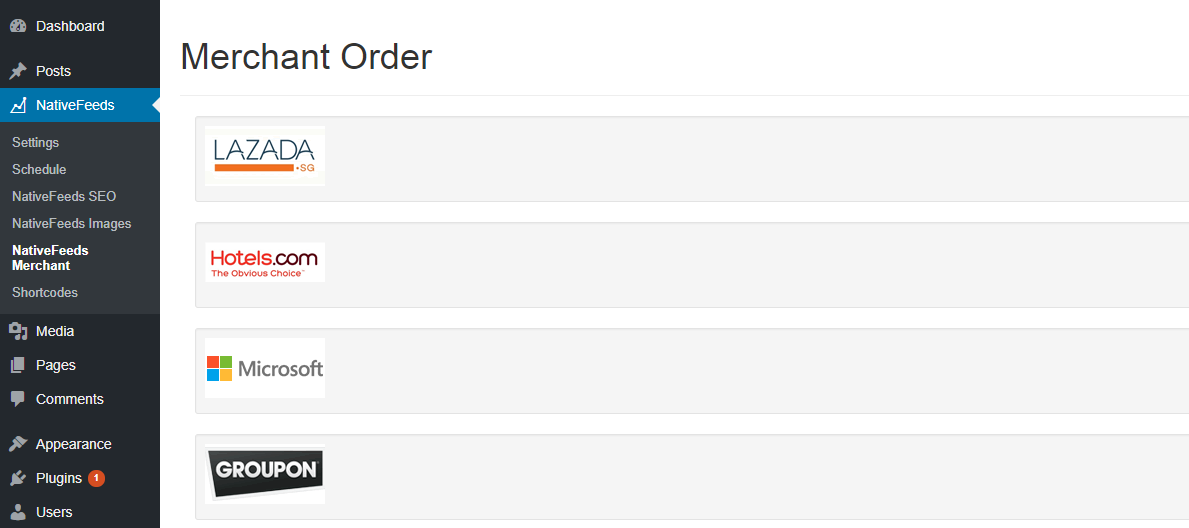 Dashboard
Posts
NativeFeeds
Settings
Schedule
NativeFeeds SEO
NativeFeeds Images
NativeFeeds
Merchant
Shortcodes
Media
Pages
Comments
Appearance
Plugins 1
Users
Merchant Order
LAZADA
.SG
Hotels.com
The Obvious Choice™
Microsoft
GROUPON